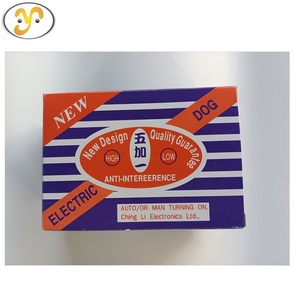 NEW
DOG
New Design
Quality Guarantee
五加一
HIGH
LOW
ANTI-INTEREERENCE
ELECTRIC
AUTO/OR MAN TURNING ON.
Ching Li Electronics Ltd.,